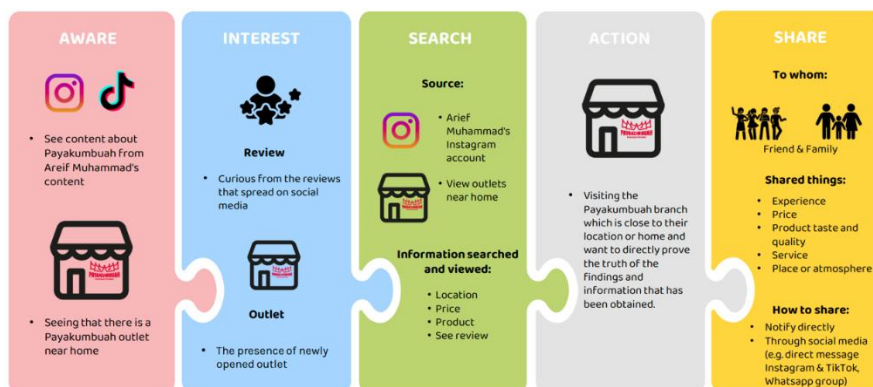 AWARE
• See content about
Payakumbuah from
Areif Muhammad's
content
PAYAKUMBUAH
• Seeing that there is a
Payakumbuah outlet
near home
INTEREST
Review
• Curious from the reviews
that spread on social
media
Outlet
• The presence of newly
opened outlet
SEARCH
Source:
• Arief
Muhammad's
Instagram
account
• View outlets
near home
Information searched
and viewed:
• Location
• Price
• Product
• See review
ACTION
PAYAKUMBUAH
• Visiting the
Payakumbuah branch
which is close to their
location or home and
want to directly prove
the truth of the
findings and
information that has
been obtained.
SHARE
To whom:
Friend & Family
Shared things:
• Experience
• Price
• Product taste and
quality
• Service
• Place or atmosphere
How to share:
• Notify directly
• Through social media
(e.g. direct message
Instagram & TikTok,
Whatsapp group)